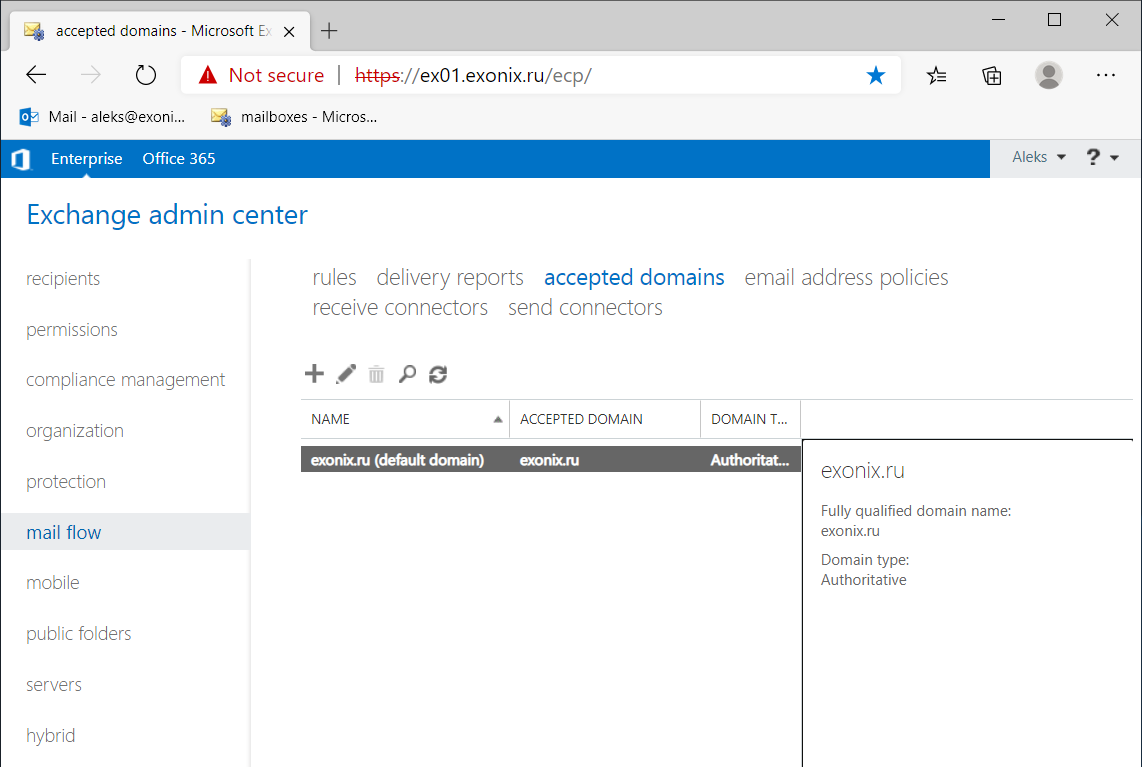 accepted domains - Microsoft Ex
Not secure | https://ex01.exonix.ru/ecp/
Mail - aleks@exoni... mailboxes - Micros...
Enterprise Office 365 Aleks ?
Exchange admin center
recipients
permissions
compliance management
organization
protection
mail flow
mobile
public folders
servers
hybrid
rules delivery reports accepted domains email address policies
receive connectors send connectors
NAME ACCEPTED DOMAIN DOMAIN T...
exonix.ru (default domain) exonix.ru Authoritat...
exonix.ru
Fully qualified domain name:
exonix.ru
Domain type:
Authoritative